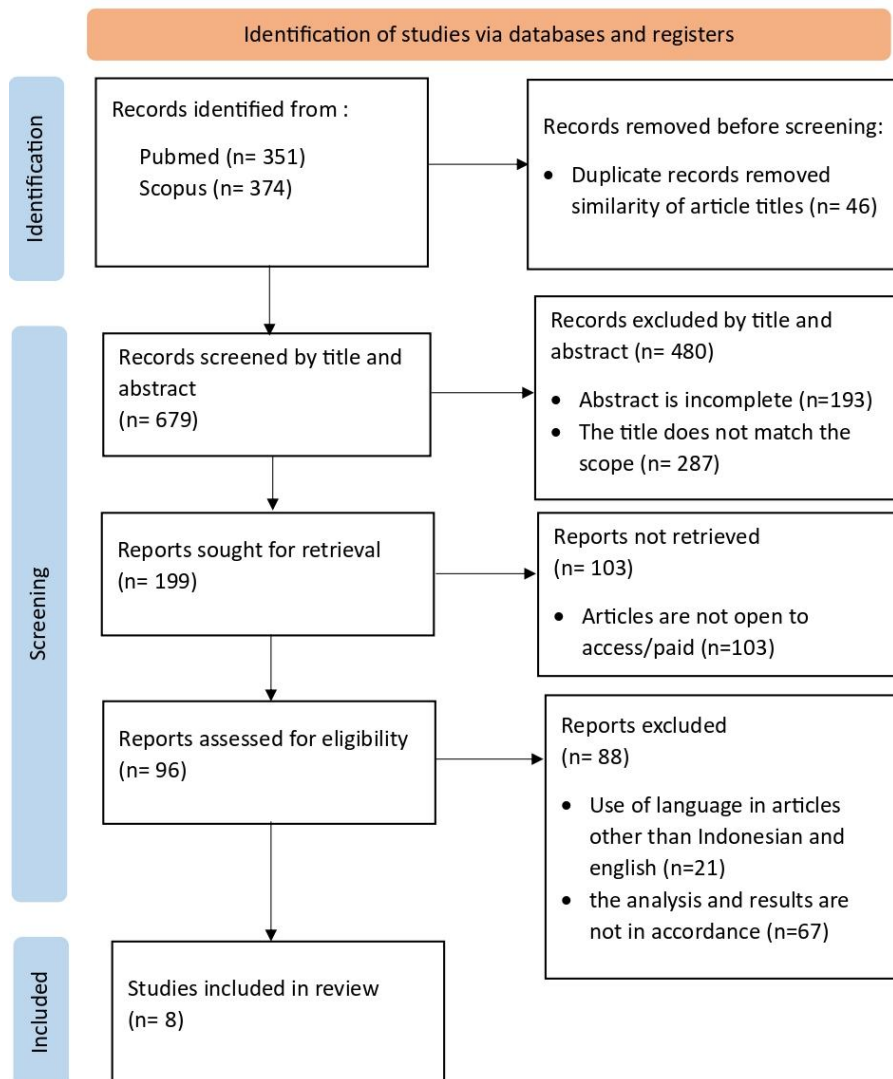 Identification of studies via databases and registers
Identification
Records identified from :
Pubmed (n= 351)
Scopus (n= 374)
Records removed before screening:
• Duplicate records removed
similarity of article titles (n= 46)
Screening
Records screened by title and
abstract
(n = 679)
Records excluded by title and
abstract (n= 480)
• Abstract is incomplete (n=193)
• The title does not match the
scope (n= 287)
Reports sought for retrieval
(n= 199)
Reports not retrieved
(n= 103)
• Articles are not open to
access/paid (n=103)
Reports assessed for eligibility
(n= 96)
Reports excluded
(n= 88)
• Use of language in articles
other than Indonesian and
english (n=21)
• the analysis and results are
not in accordance (n=67)
Included
Studies included in review
(n= 8)